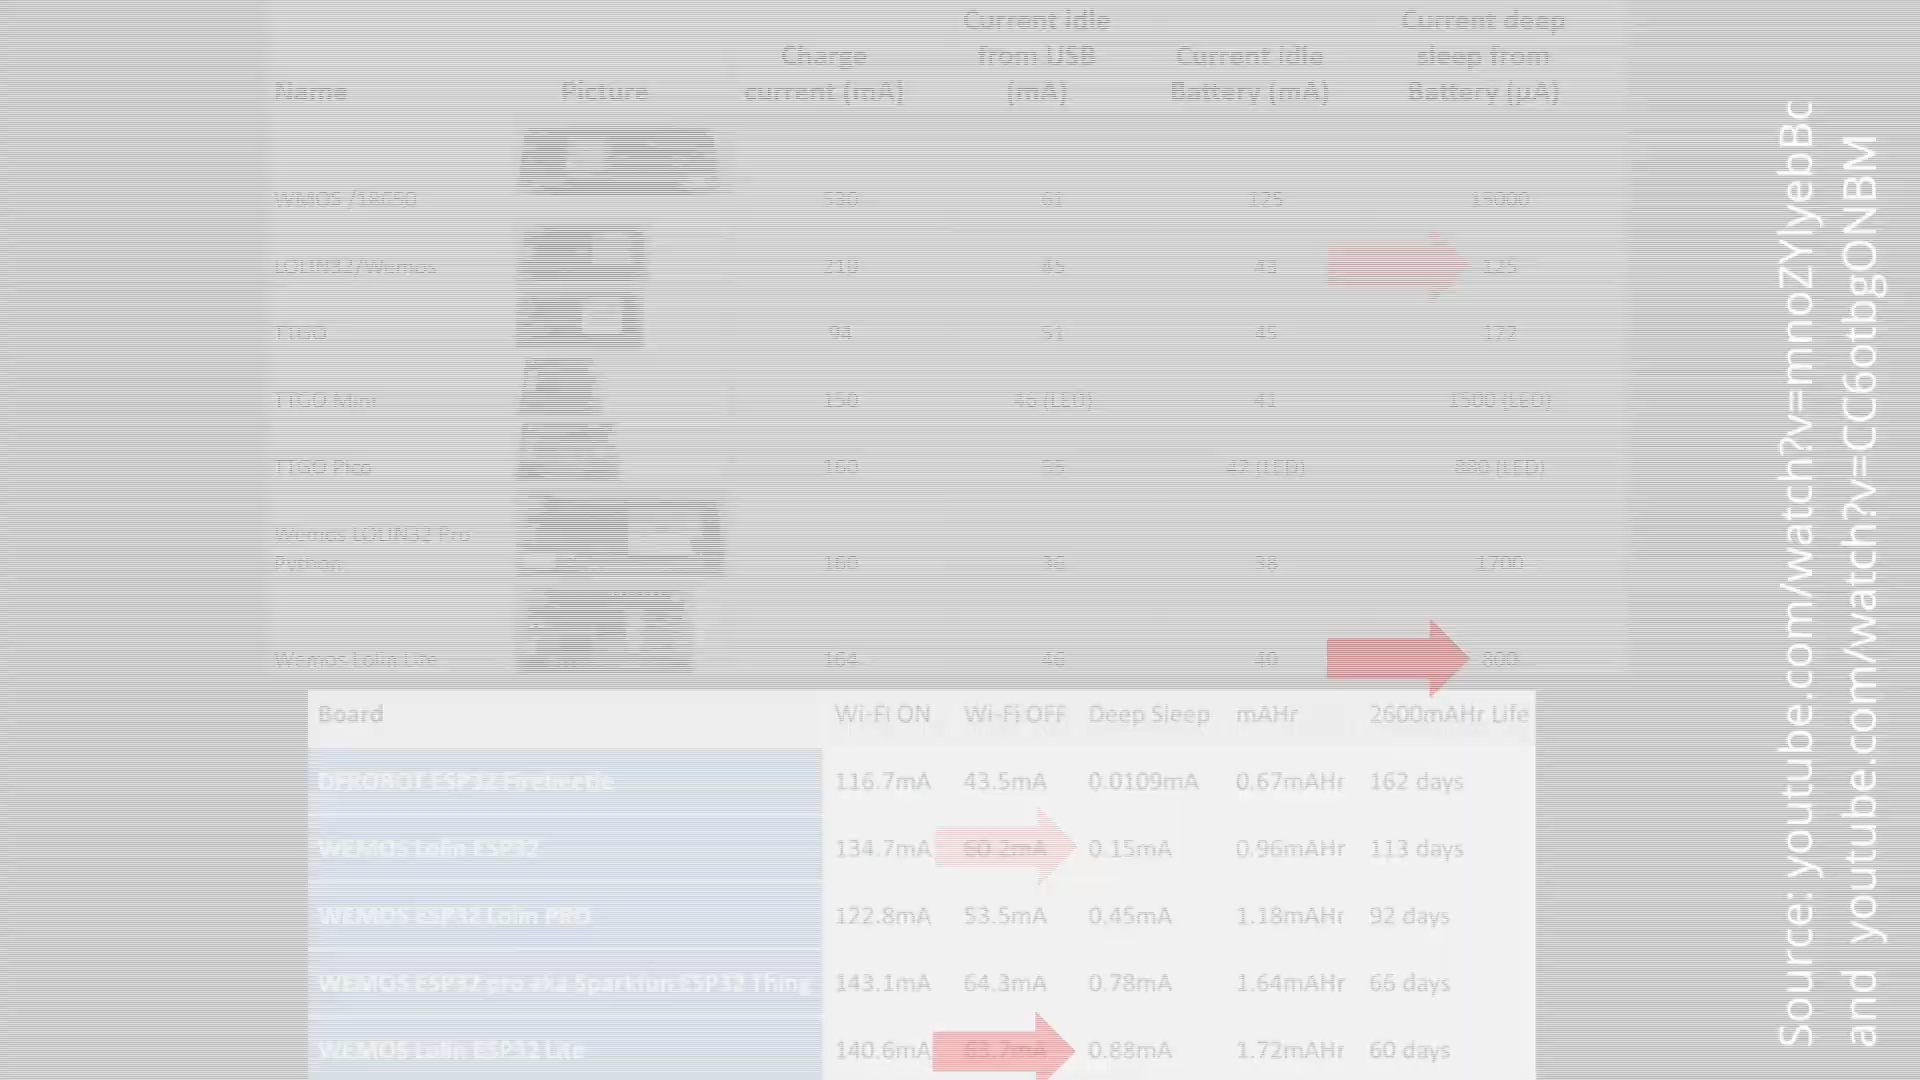 Name Picture Charge current (mA) Current idle from USB (mA) Current idle Battery (mA) Current deep sleep from Battery (µA)
WMOS /18650 530 61 125 15000
LOLIN32/Wemos 210 45 43 125
TTGO 94 51 45 172
TTGO Mini 150 46 (LED) 41 1500 (LED)
TTGO Pico 160 35 42 (LED) 880 (LED)
Wemos LOLIN32 Pro Python 160 36 38 1700
Wemos Lolin Lite 164 46 40 800
Board Wi-Fi ON Wi-Fi OFF Deep Sleep mAHr 2600mAHr Life
DFROBOT ESP32 Firebeetle 116.7mA 43.5mA 0.0109mA 0.67mAHr 162 days
WEMOS Lolin ESP32 134.7mA 60.2mA 0.15mA 0.96mAHr 113 days
WEMOS ESP32 Lolin PRO 122.8mA 53.5mA 0.45mA 1.18mAHr 92 days
WEMOS ESP32 pro aka Sparkfun ESP32 Thing 143.1mA 64.3mA 0.78mA 1.64mAHr 66 days
WEMOS Lolin ESP32 Lite 140.6mA 63.7mA 0.88mA 1.72mAHr 60 days
Source: youtube.com/watch?v=mnoZYlyebBc
and youtube.com/watch?v=CC6otbgONBM